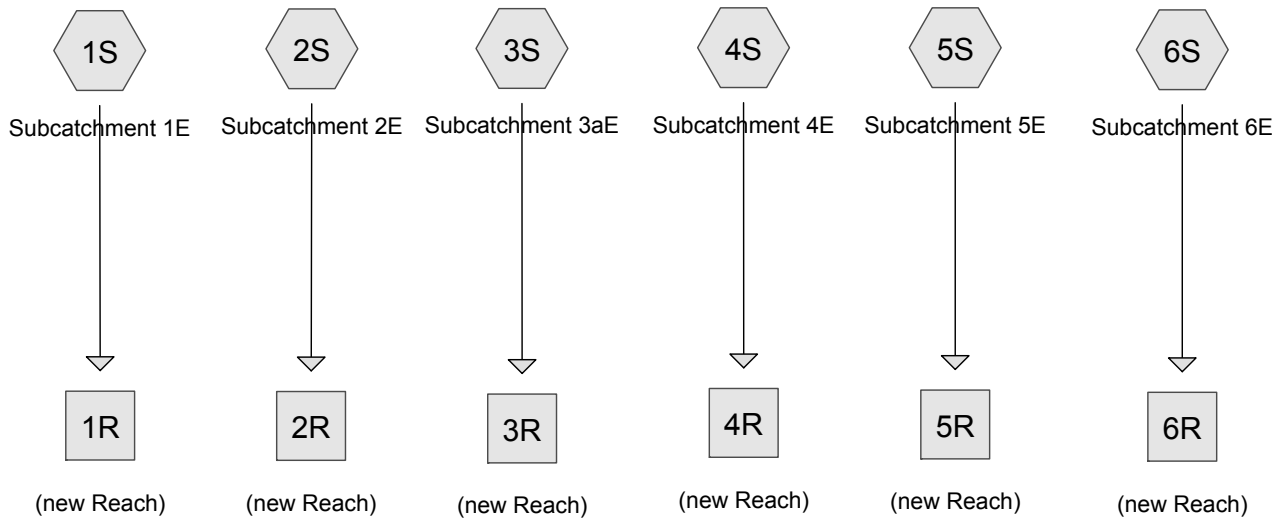 1S 2S 3S 4S 5S 6S
Subcatchment 1E Subcatchment 2E Subcatchment 3aE Subcatchment 4E Subcatchment 5E Subcatchment 6E
1R 2R 3R 4R 5R 6R
(new Reach) (new Reach) (new Reach) (new Reach) (new Reach) (new Reach)